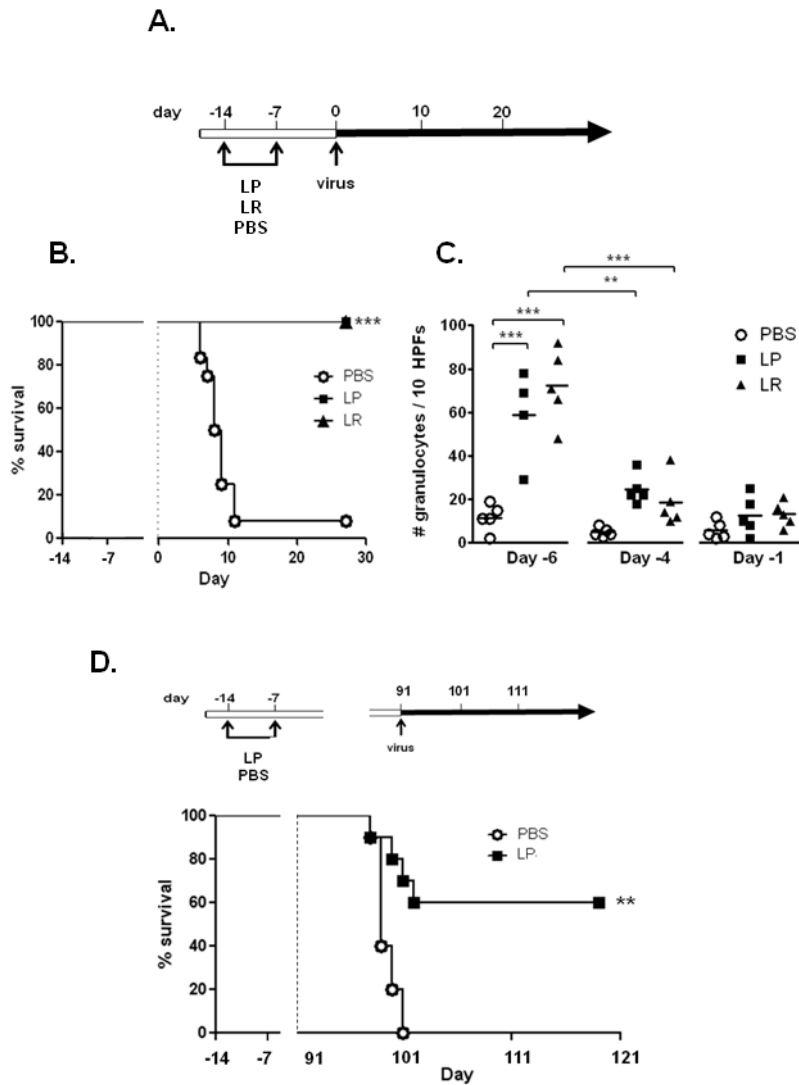 A.
day -14 -7 0 10 20
LP virus
LR
PBS
B.
% survival
100
80
60
40
20
0
-14 -7 0 10 20 30
Day
PBS
LP
LR
***
C.
# granulocytes / 10 HPFs
100
80
60
40
20
0
***
**
***
***
PBS
LP
LR
Day -6 Day -4 Day -1
D.
day -14 -7 91 101 111
LP virus
PBS
% survival
100
80
60
40
20
0
PBS
LP
**
-14 -7 91 101 111 121
Day